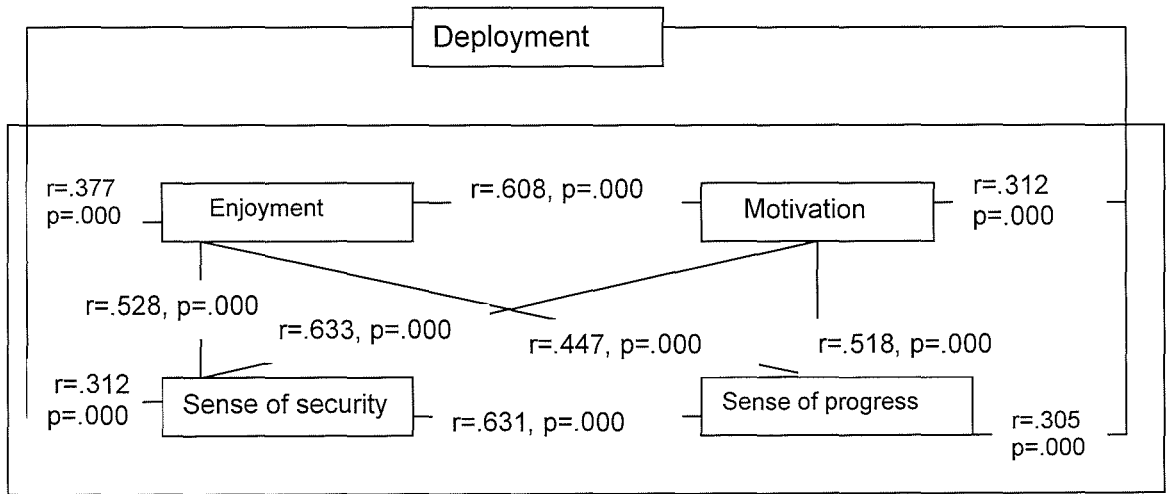 Deployment
r=.377
p=.000
Enjoyment
r=.608, p=.000
Motivation
r=.312
p=.000
r=.528, p=.000
r=.633, p=.000
r=.447, p=.000
r=.518, p=.000
r=.312
p=.000
Sense of security
r=.631, p=.000
Sense of progress
r=.305
p=.000